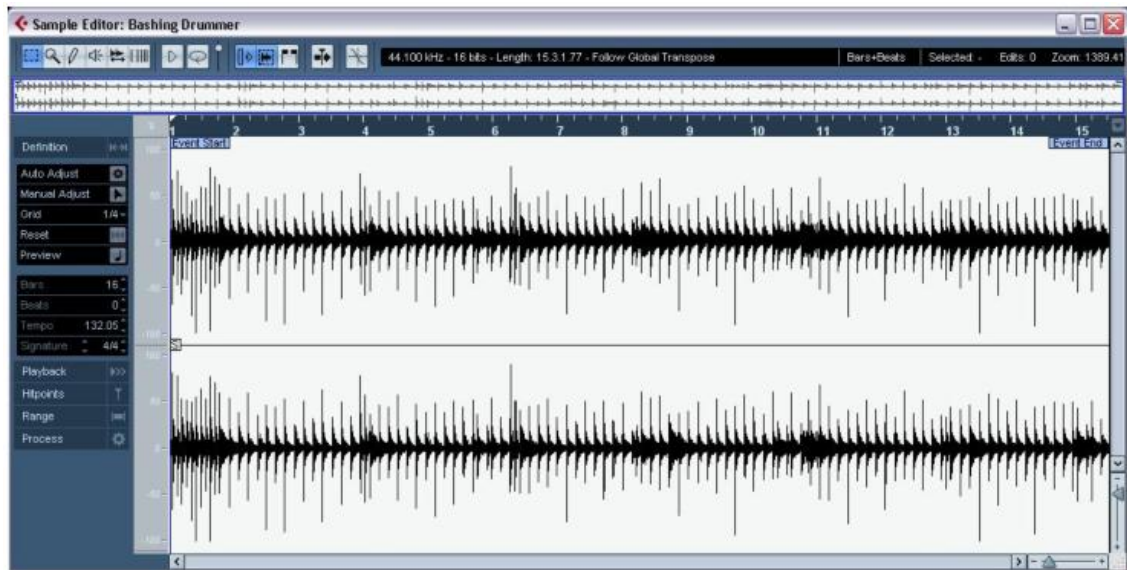 Sample Editor: Bashing Drummer
44.100 kHz - 16 bits - Length: 15.3.1.77 - Follow Global Transpose Bars+Beats Selected: - Edits: 0 Zoom: 1389.41
1 2 3 4 5 6 7 8 9 10 11 12 13 14 15
Event Start Event End
Definition
Auto Adjust
Manual Adjust
Grid 1/4
Reset
Preview
Bars 16
Beats 0
Tempo 132.05
Signature 4/4
Playback
Hitpoints
Range
Process